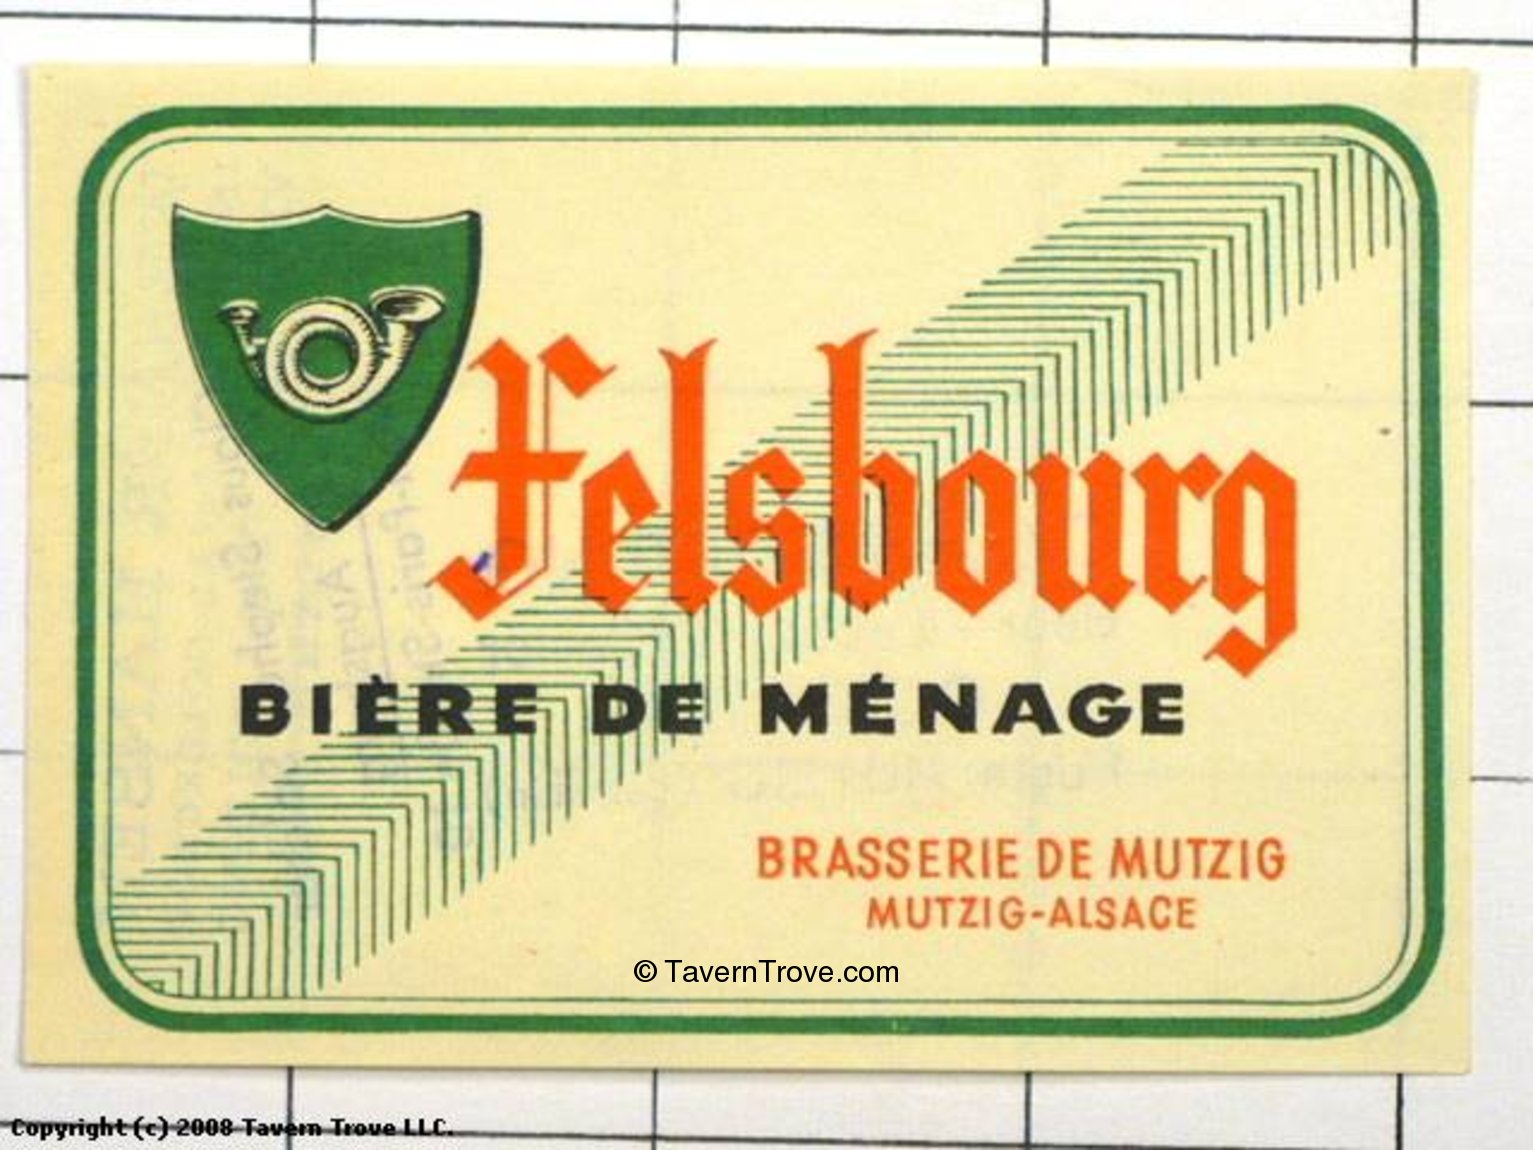 Felsbourg
BIÈRE DE MÉNAGE
BRASSERIE DE MUTZIG
MUTZIG-ALSACE
© TavernTrove.com
Copyright (c) 2008 Tavern Trove LLC.